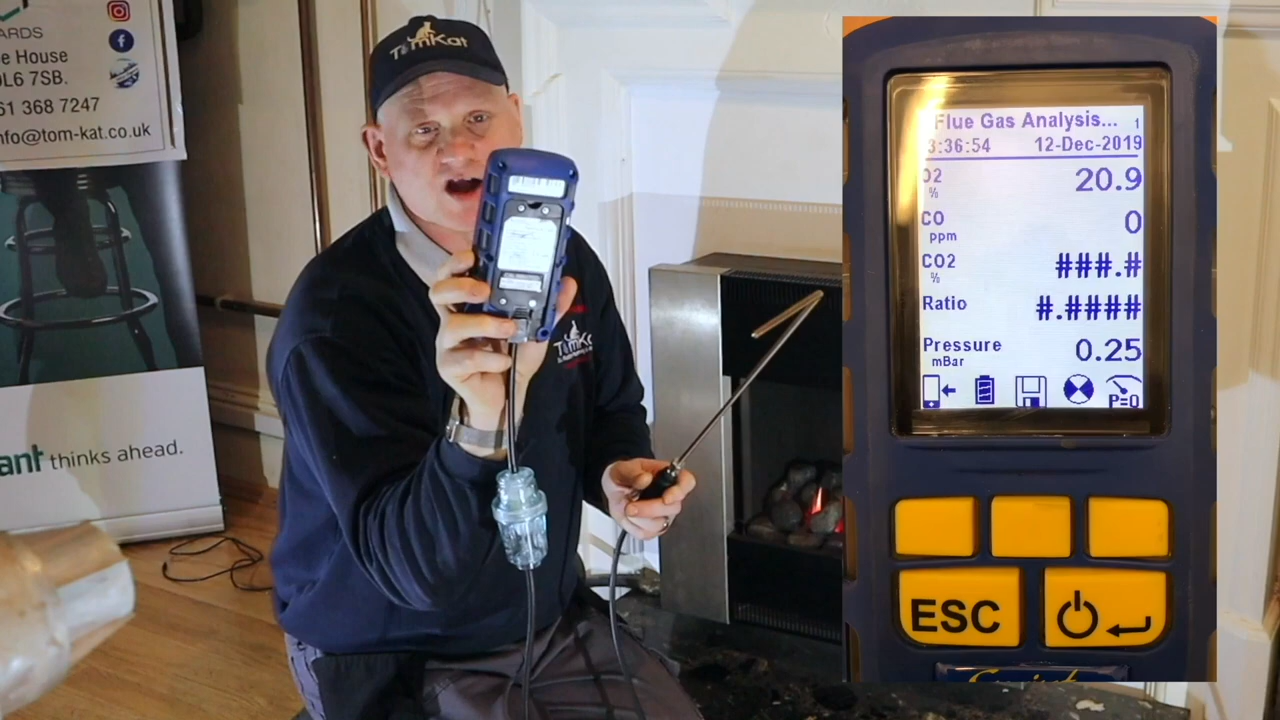 ARDS
e House
OL6 7SB.
61 368 7247
nfo@tom-kat.co.uk
ant thinks ahead.
TomKat
TomKat
Flue Gas Analysis... 1
3:36:54 12-Dec-2019
O2 % 20.9
CO ppm 0
CO2 % ###.#
Ratio #.####
Pressure mBar 0.25
P=0
ESC